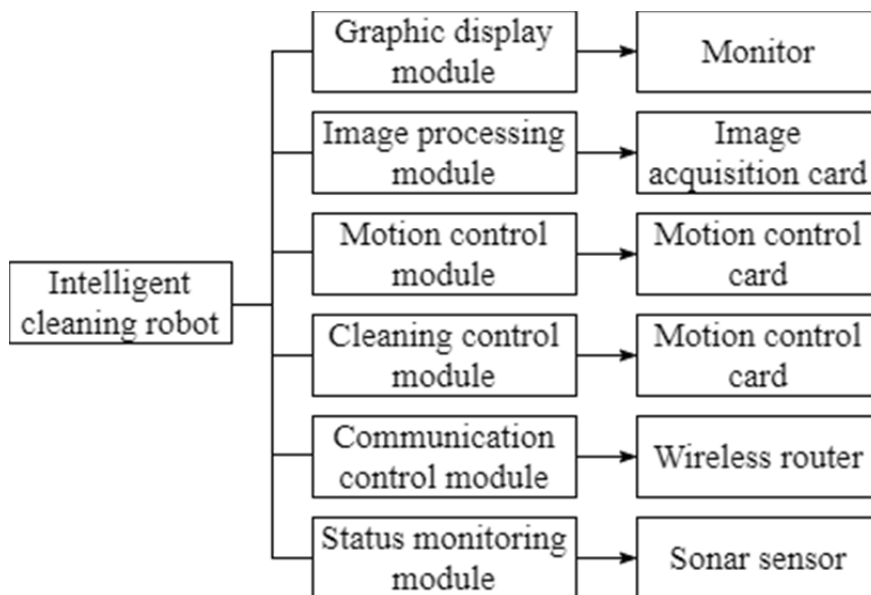 Graphic display
module
Monitor
Image processing
module
Image
acquisition card
Motion control
module
Motion control
card
Intelligent
cleaning robot
Cleaning control
module
Motion control
card
Communication
control module
Wireless router
Status monitoring
module
Sonar sensor